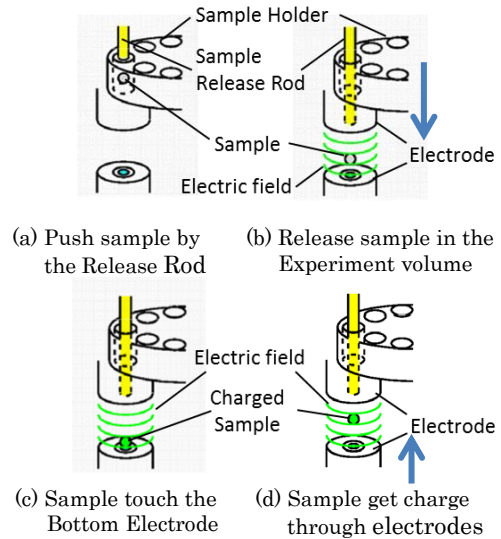 Sample Holder
Sample
Release Rod
Sample
Electrode
Electric field
(a) Push sample by
the Release Rod
(b) Release sample in the
Experiment volume
Electric field
Charged
Sample
Electrode
(c) Sample touch the
Bottom Electrode
(d) Sample get charge
through electrodes